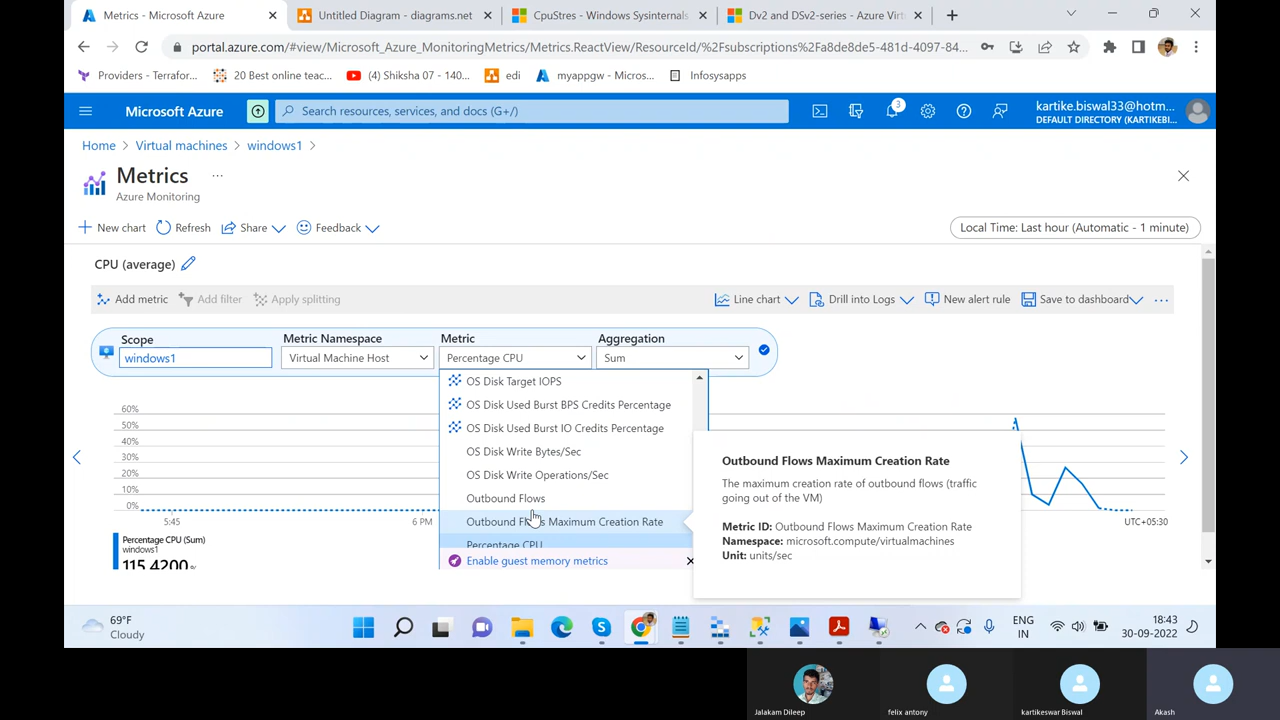 Metrics - Microsoft Azure
Untitled Diagram - diagrams.net
CpuStres - Windows Sysinternals
Dv2 and DSv2-series - Azure Virt
portal.azure.com/#view/Microsoft_Azure_MonitoringMetrics/Metrics.ReactView/ResourceId/%2Fsubscriptions%2Fa8de8de5-481d-4097-84...
Providers - Terrafor...
20 Best online teac...
(4) Shiksha 07 - 140...
edi
myappgw - Micros...
Infosysapps
Microsoft Azure
Search resources, services, and docs (G+/)
3
kartike.biswal33@hotm...
DEFAULT DIRECTORY (KARTIKEBI...
Home > Virtual machines > windows1 >
Metrics ...
Azure Monitoring
New chart
Refresh
Share
Feedback
Local Time: Last hour (Automatic - 1 minute)
CPU (average)
Add metric
Add filter
Apply splitting
Line chart
Drill into Logs
New alert rule
Save to dashboard
...
Scope
Metric Namespace
Metric
Aggregation
windows1
Virtual Machine Host
Percentage CPU
Sum
OS Disk Target IOPS
OS Disk Used Burst BPS Credits Percentage
OS Disk Used Burst IO Credits Percentage
OS Disk Write Bytes/Sec
OS Disk Write Operations/Sec
Outbound Flows
Outbound Flows Maximum Creation Rate
Percentage CPU
Enable guest memory metrics
Outbound Flows Maximum Creation Rate
The maximum creation rate of outbound flows (traffic
going out of the VM)
Metric ID: Outbound Flows Maximum Creation Rate
Namespace: microsoft.compute/virtualmachines
Unit: units/sec
60%
50%
40%
30%
20%
10%
0%
5:45
6 PM
UTC+05:30
Percentage CPU (Sum)
windows1
115.4200%
69°F
Cloudy
ENG
IN
18:43
30-09-2022
Jalakam Dileep
felix antony
kartikeswar Biswal
Akash